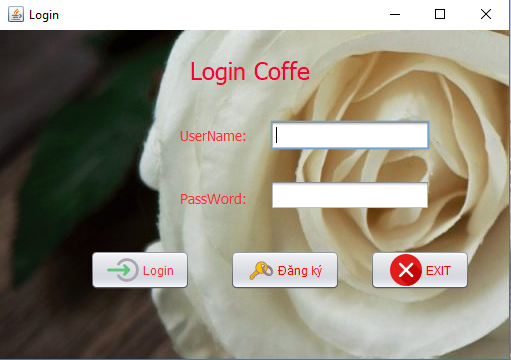 Login
Login Coffe
UserName:
PassWord:
Login
Đăng ký
EXIT